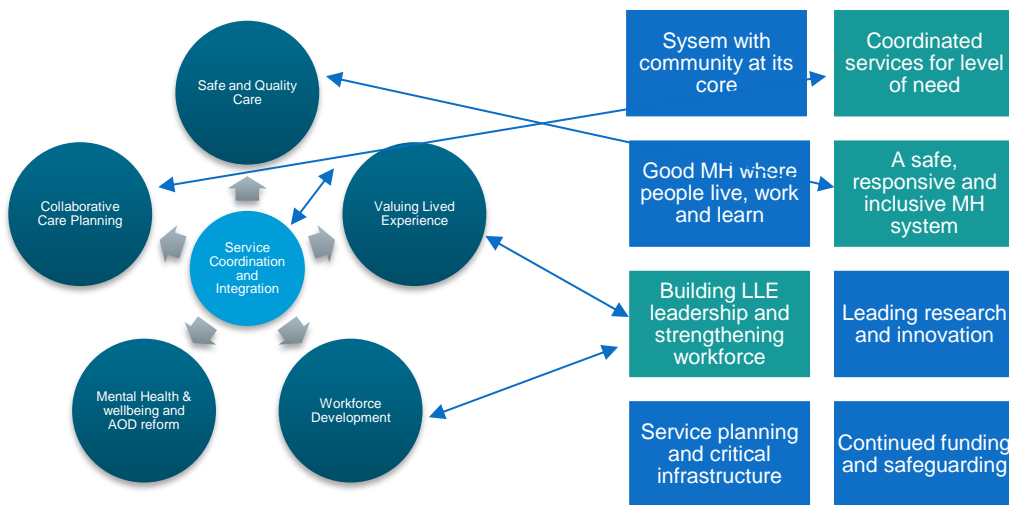 Safe and Quality
Care
Collaborative
Care Planning
Valuing Lived
Experience
Service
Coordination
and
Integration
Mental Health &
wellbeing and
AOD reform
Workforce
Development
Sysem with
community at its
core
Coordinated
services for level
of need
Good MH where
people live, work
and learn
A safe,
responsive and
inclusive MH
system
Building LLE
leadership and
strengthening
workforce
Leading research
and innovation
Service planning
and critical
infrastructure
Continued funding
and safeguarding